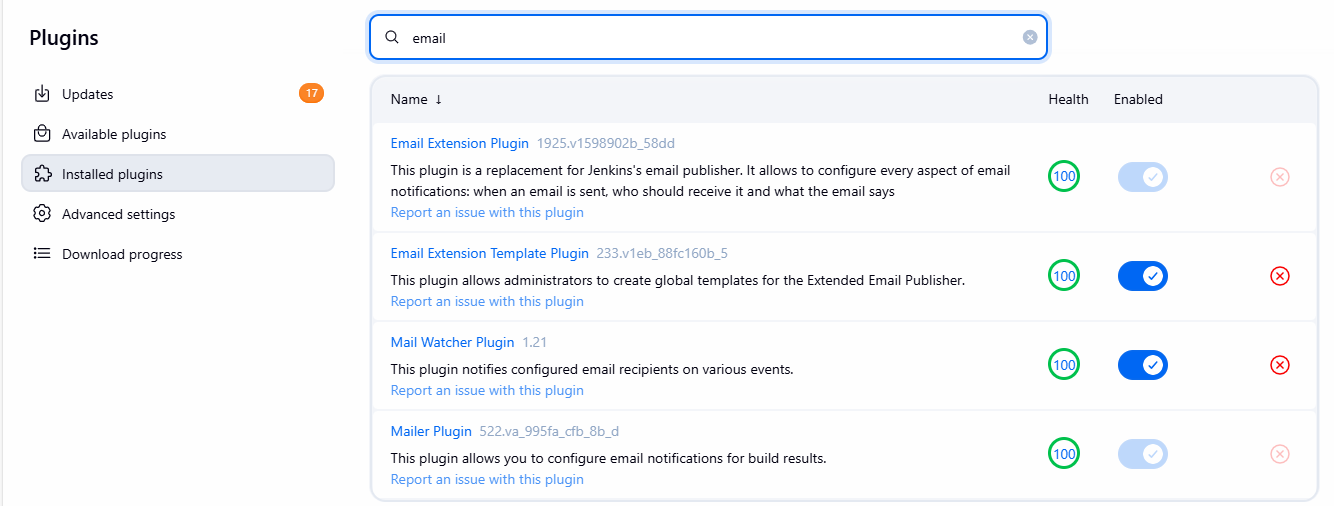 Plugins
Updates 17
Available plugins
Installed plugins
Advanced settings
Download progress
email
Name ↓ Health Enabled
Email Extension Plugin 1925.v1598902b_58dd
This plugin is a replacement for Jenkins's email publisher. It allows to configure every aspect of email
notifications: when an email is sent, who should receive it and what the email says
Report an issue with this plugin
100
Email Extension Template Plugin 233.v1eb_88fc160b_5
This plugin allows administrators to create global templates for the Extended Email Publisher.
Report an issue with this plugin
100
Mail Watcher Plugin 1.21
This plugin notifies configured email recipients on various events.
Report an issue with this plugin
100
Mailer Plugin 522.va_995fa_cfb_8b_d
This plugin allows you to configure email notifications for build results.
Report an issue with this plugin
100